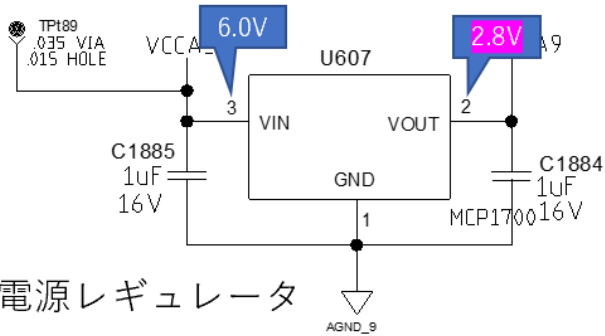 TPt89
.035 VIA
.015 HOLE
VCCA_
6.0V
2.8V
A9
U607
3
VIN
VOUT
2
GND
1
C1885
1uF
16V
C1884
1uF
16V
MCP1700
電源レギュレータ
AGND_9